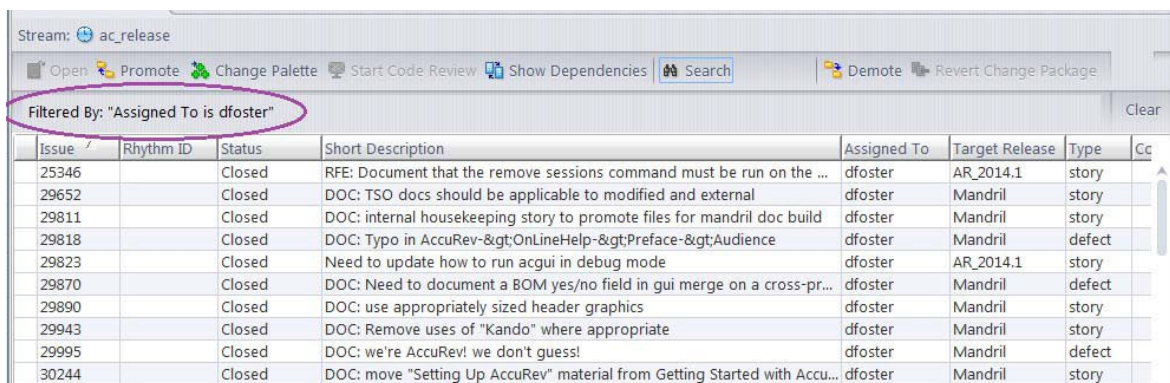 Stream: ac_release
Open Promote Change Palette Start Code Review Show Dependencies Search Demote Revert Change Package
Filtered By: "Assigned To is dfoster" Clear
Issue Rhythm ID Status Short Description Assigned To Target Release Type Cc
25346 Closed RFE: Document that the remove sessions command must be run on the ... dfoster AR_2014.1 story
29652 Closed DOC: TSO docs should be applicable to modified and external dfoster Mandril story
29811 Closed DOC: internal housekeeping story to promote files for mandril doc build dfoster Mandril story
29818 Closed DOC: Typo in AccuRev-&gt;OnLineHelp-&gt;Preface-&gt;Audience dfoster Mandril defect
29823 Closed Need to update how to run acgui in debug mode dfoster AR_2014.1 story
29870 Closed DOC: Need to document a BOM yes/no field in gui merge on a cross-pr... dfoster Mandril defect
29890 Closed DOC: use appropriately sized header graphics dfoster Mandril story
29943 Closed DOC: Remove uses of "Kando" where appropriate dfoster Mandril story
29995 Closed DOC: we're AccuRev! we don't guess! dfoster Mandril defect
30244 Closed DOC: move "Setting Up AccuRev" material from Getting Started with Accu... dfoster Mandril story